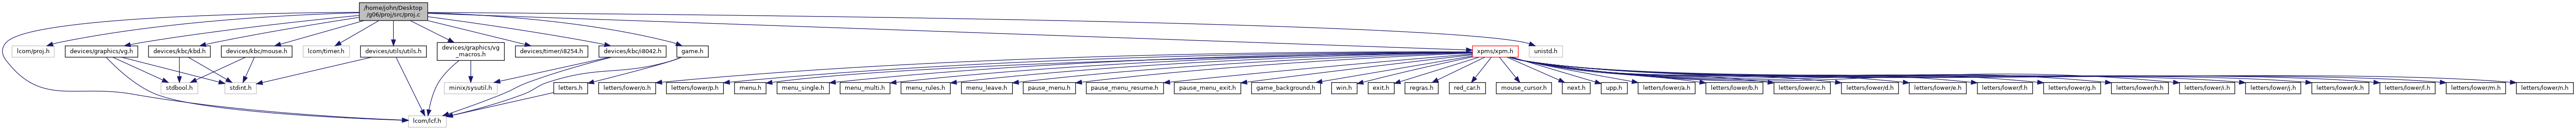 /home/john/Desktop
/g06/proj/src/proj.c
lcom/proj.h
devices/graphics/vg.h
devices/kbc/kbd.h
devices/kbc/mouse.h
lcom/timer.h
devices/utils/utils.h
devices/graphics/vg
_macros.h
devices/timer/i8254.h
devices/kbc/i8042.h
game.h
xpms/xpm.h
unistd.h
stdbool.h
stdint.h
minix/sysutil.h
letters.h
letters/lower/o.h
letters/lower/p.h
menu.h
menu_single.h
menu_multi.h
menu_rules.h
menu_leave.h
pause_menu.h
pause_menu_resume.h
pause_menu_exit.h
game_background.h
win.h
exit.h
regras.h
red_car.h
mouse_cursor.h
next.h
upp.h
letters/lower/a.h
letters/lower/b.h
letters/lower/c.h
letters/lower/d.h
letters/lower/e.h
letters/lower/f.h
letters/lower/g.h
letters/lower/h.h
letters/lower/i.h
letters/lower/j.h
letters/lower/k.h
letters/lower/l.h
letters/lower/m.h
letters/lower/n.h
lcom/lcf.h